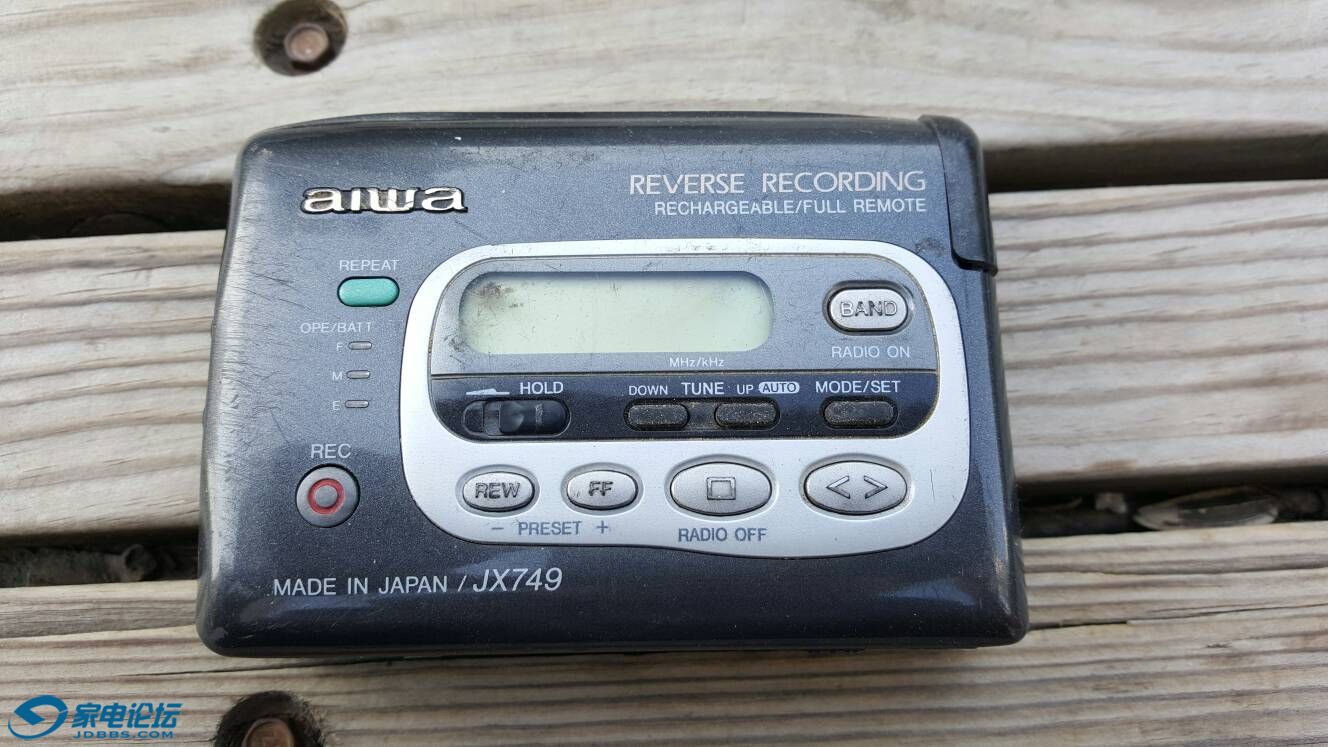 aiwa
REVERSE RECORDING
RECHARGEABLE/FULL REMOTE
REPEAT
OPE/BATT
F
M
E
BAND
RADIO ON
MHz/kHz
HOLD
DOWN TUNE UP AUTO
MODE/SET
REC
REW
FF
< >
− PRESET +
RADIO OFF
MADE IN JAPAN / JX749
家电论坛
JDBBS.COM